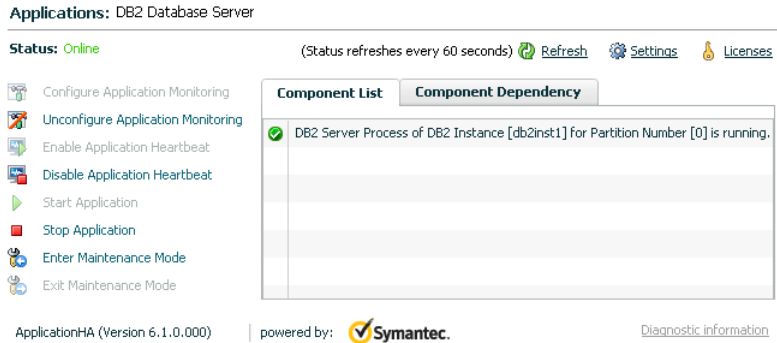 Applications: DB2 Database Server
Status: Online
(Status refreshes every 60 seconds) Refresh Settings Licenses
Configure Application Monitoring
Unconfigure Application Monitoring
Enable Application Heartbeat
Disable Application Heartbeat
Start Application
Stop Application
Enter Maintenance Mode
Exit Maintenance Mode
Component List Component Dependency
DB2 Server Process of DB2 Instance [db2inst1] for Partition Number [0] is running.
ApplicationHA (Version 6.1.0.000) powered by: Symantec. Diagnostic information